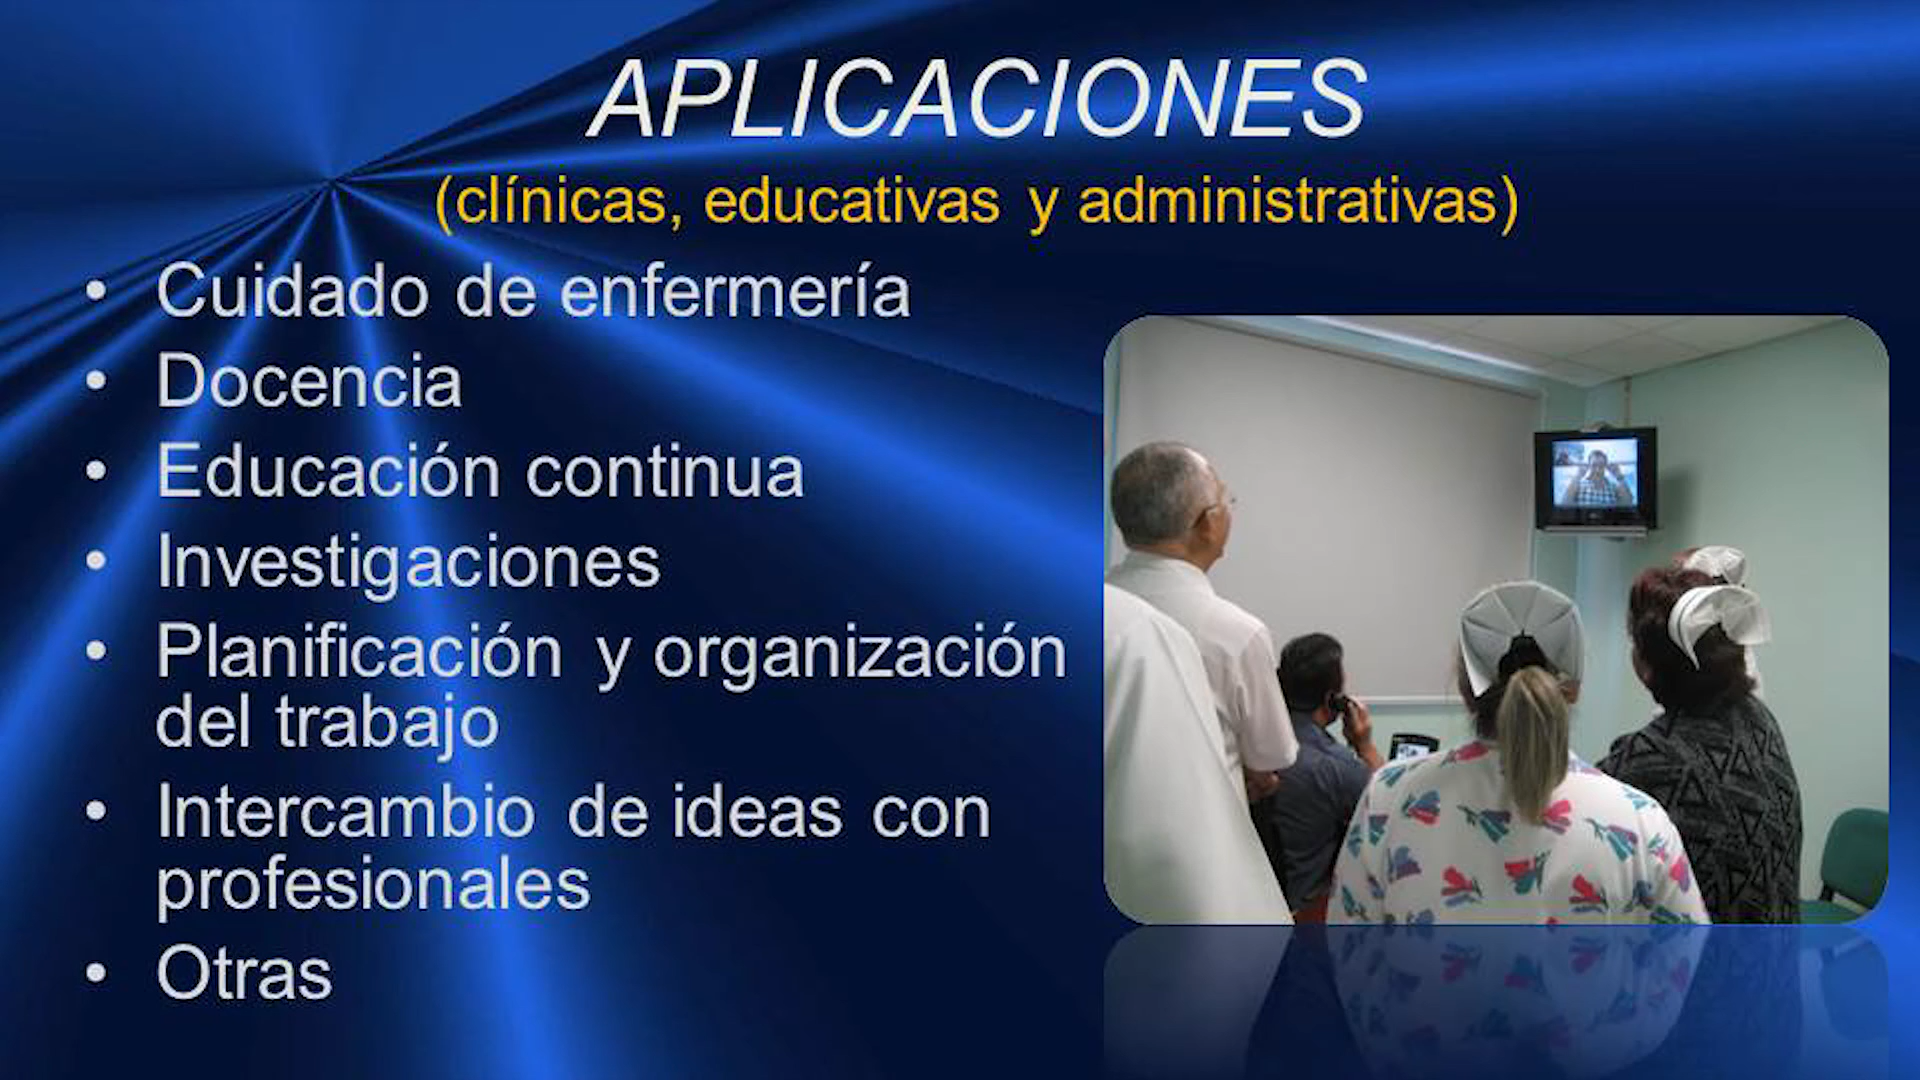 APLICACIONES
(clínicas, educativas y administrativas)
• Cuidado de enfermería
• Docencia
• Educación continua
• Investigaciones
• Planificación y organización
del trabajo
• Intercambio de ideas con
profesionales
• Otras